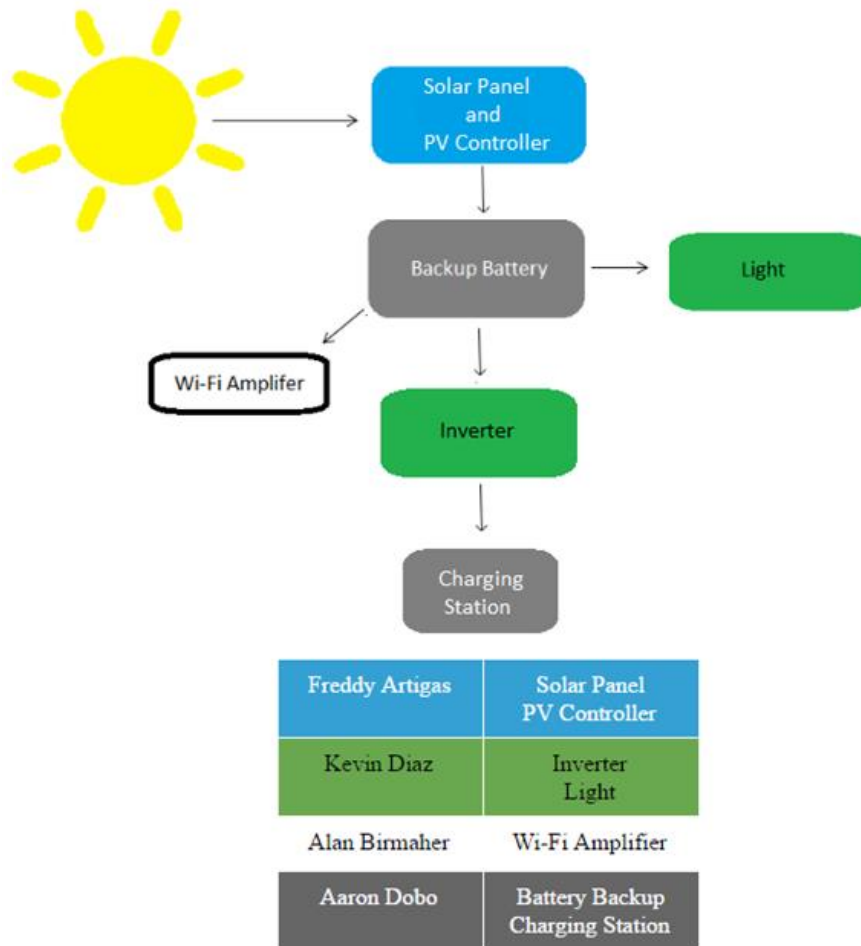 Solar Panel
and
PV Controller
Backup Battery
Light
Wi-Fi Amplifer
Inverter
Charging
Station
Freddy Artigas
Solar Panel
PV Controller
Kevin Diaz
Inverter
Light
Alan Birmaher
Wi-Fi Amplifier
Aaron Dobo
Battery Backup
Charging Station